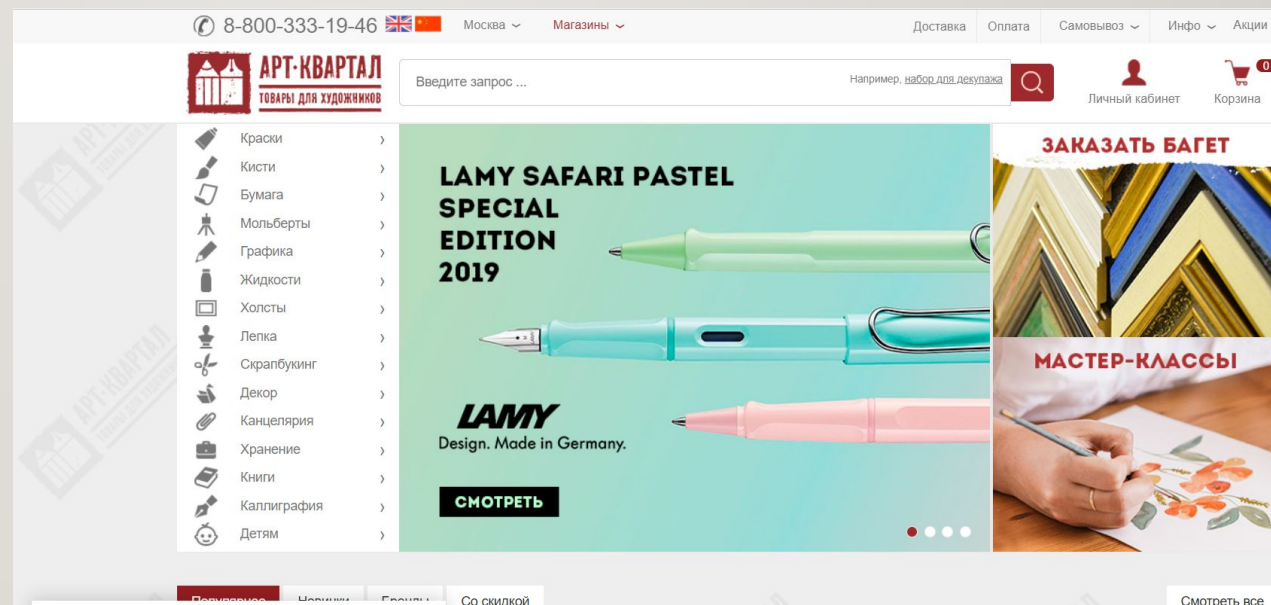 8-800-333-19-46 Москва Магазины Доставка Оплата Самовывоз Инфо Акции
АРТ·КВАРТАЛ
ТОВАРЫ ДЛЯ ХУДОЖНИКОВ
Введите запрос ... Например, набор для декупажа
Личный кабинет Корзина 0
Краски
Кисти
Бумага
Мольберты
Графика
Жидкости
Холсты
Лепка
Скрапбукинг
Декор
Канцелярия
Хранение
Книги
Каллиграфия
Детям
LAMY SAFARI PASTEL
SPECIAL
EDITION
2019
LAMY
Design. Made in Germany.
СМОТРЕТЬ
ЗАКАЗАТЬ БАГЕТ
МАСТЕР-КЛАССЫ
Популярное Новинки Бренды Со скидкой Смотреть все